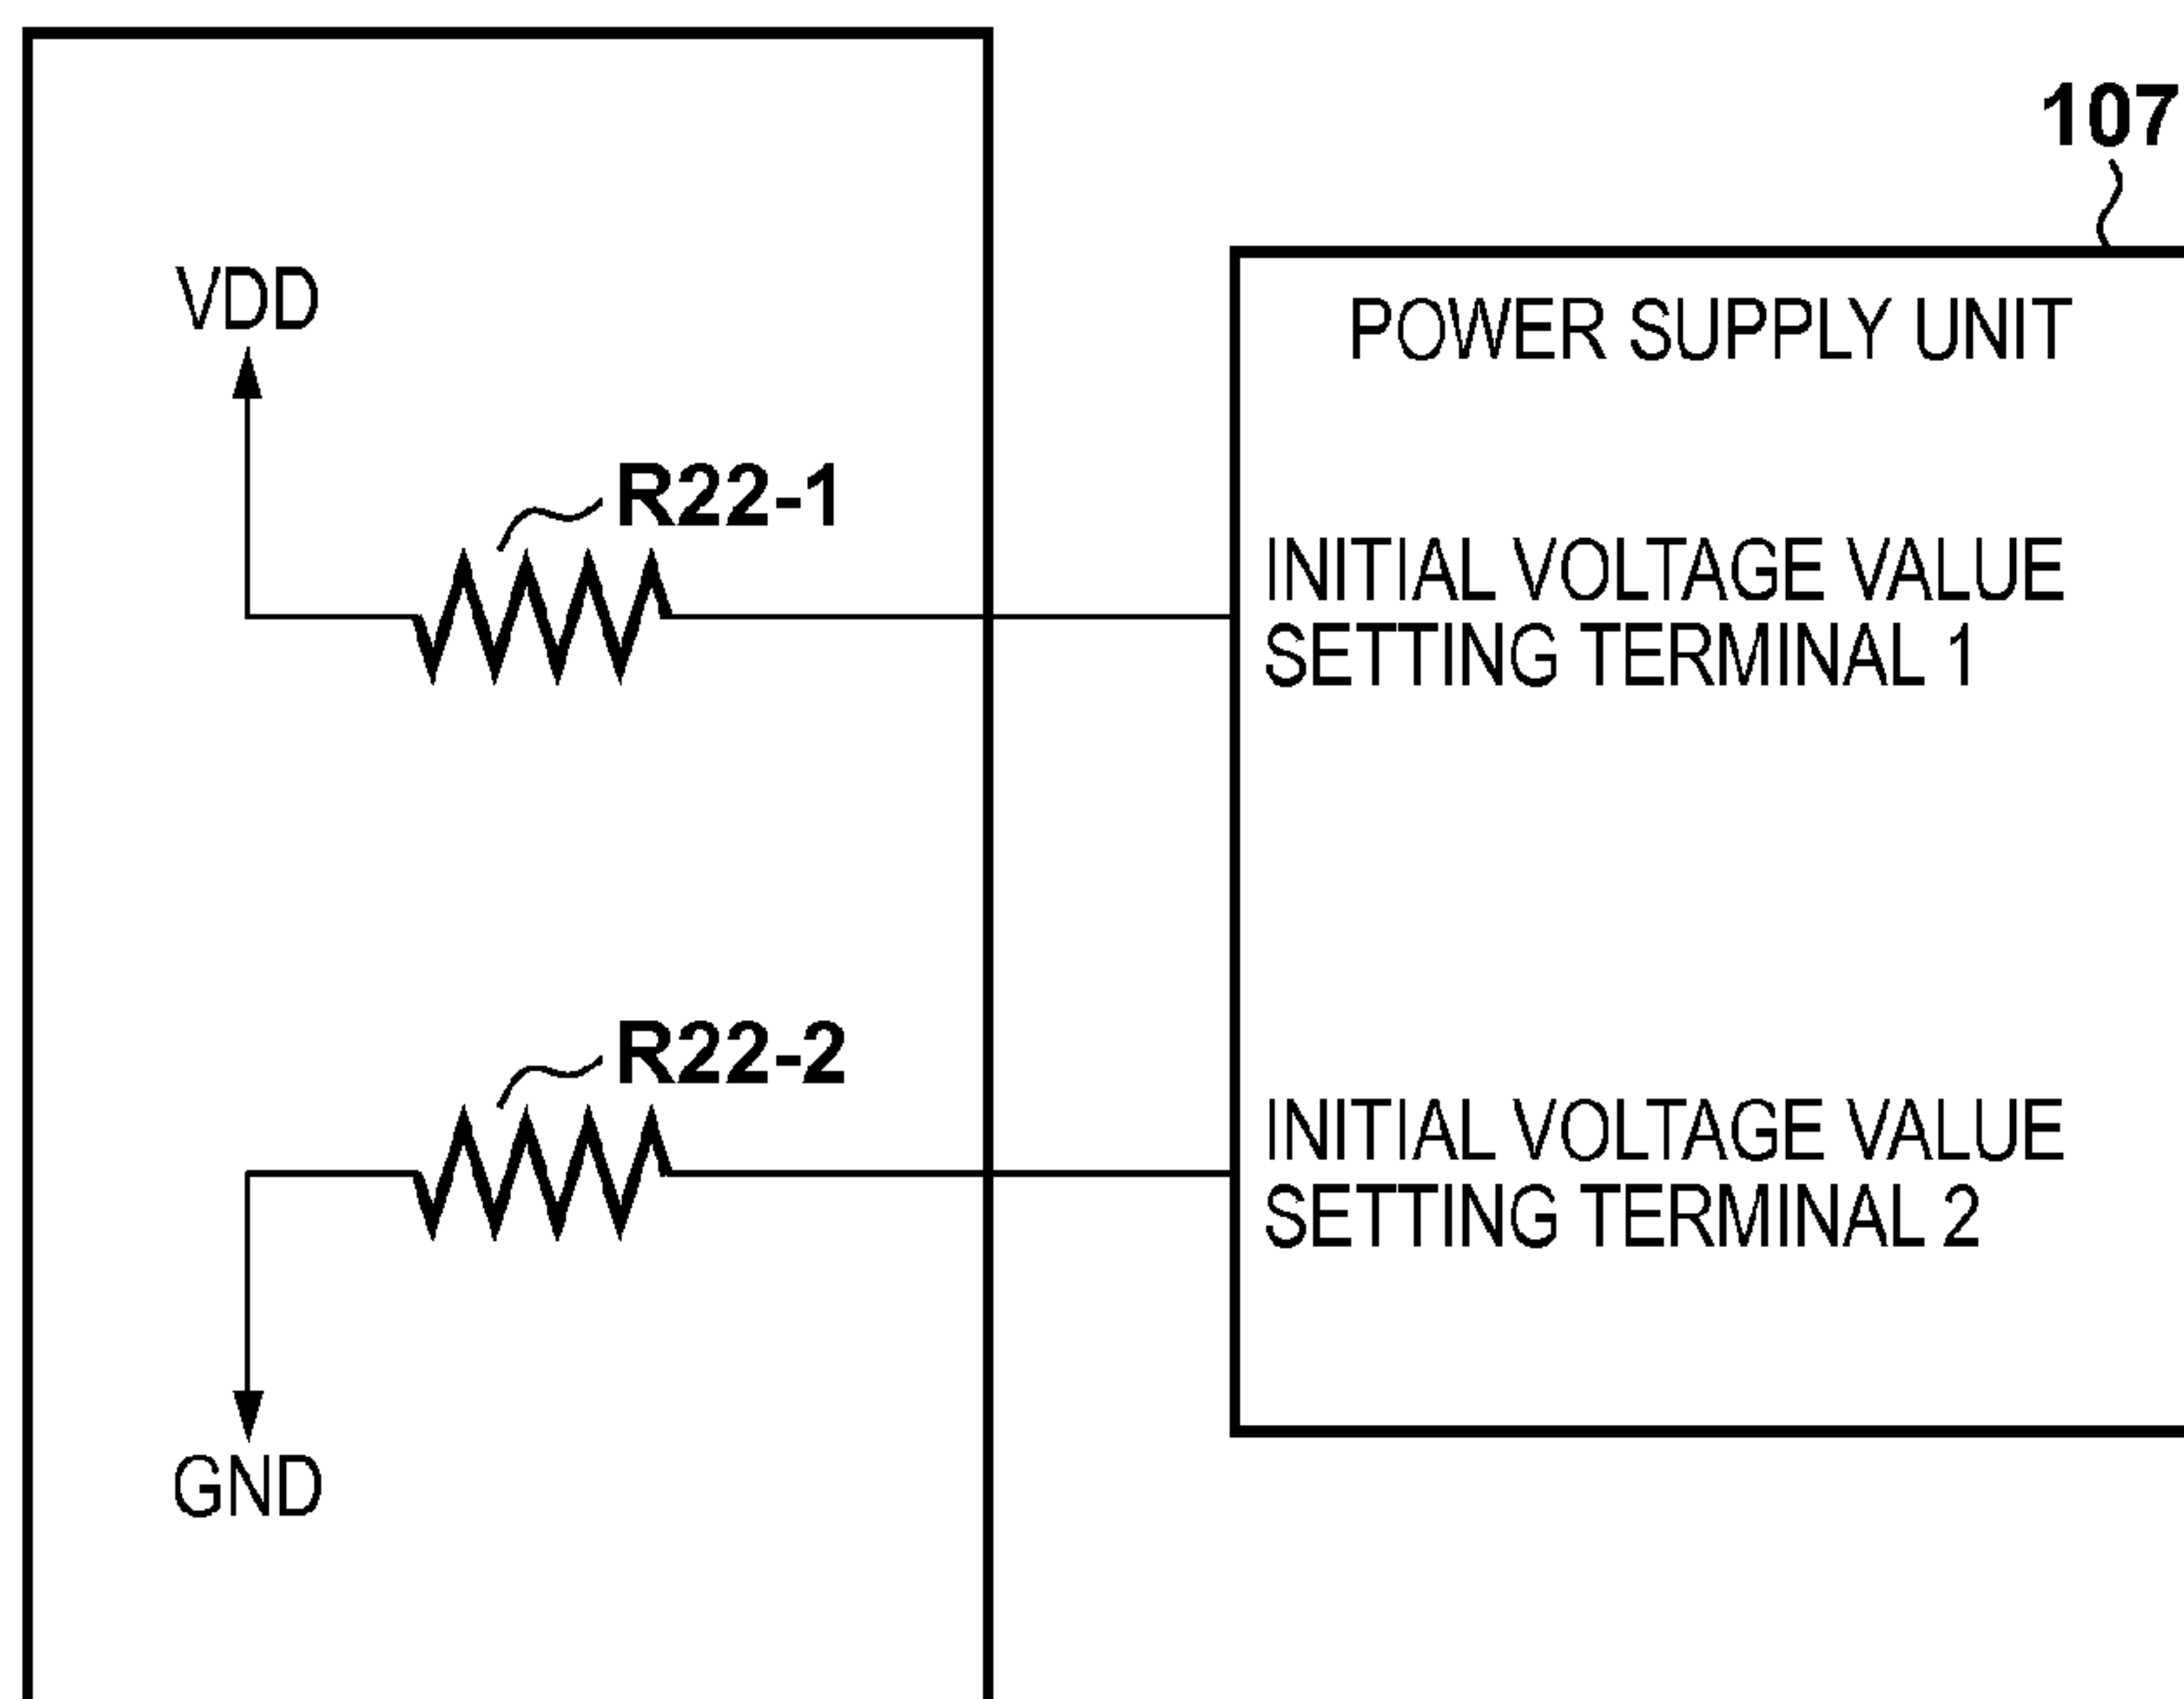 107
VDD
POWER SUPPLY UNIT
R22-1
INITIAL VOLTAGE VALUE
SETTING TERMINAL 1
R22-2
INITIAL VOLTAGE VALUE
SETTING TERMINAL 2
GND